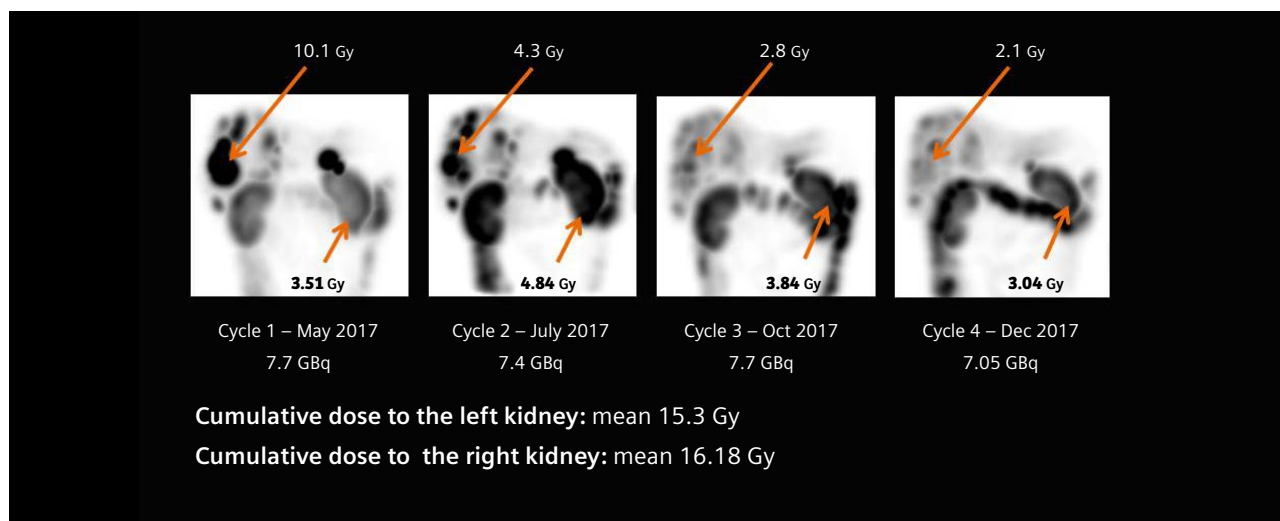 10.1 Gy 4.3 Gy 2.8 Gy 2.1 Gy
3.51 Gy 4.84 Gy 3.84 Gy 3.04 Gy
Cycle 1 – May 2017 Cycle 2 – July 2017 Cycle 3 – Oct 2017 Cycle 4 – Dec 2017
7.7 GBq 7.4 GBq 7.7 GBq 7.05 GBq
Cumulative dose to the left kidney: mean 15.3 Gy
Cumulative dose to the right kidney: mean 16.18 Gy